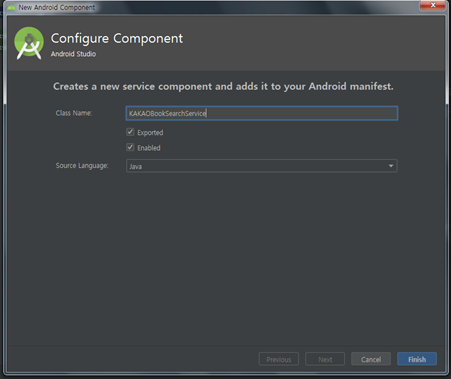 New Android Component
Configure Component
Android Studio
Creates a new service component and adds it to your Android manifest.
Class Name: KAKAOBookSearchService
Exported
Enabled
Source Language: Java
Previous Next Cancel Finish